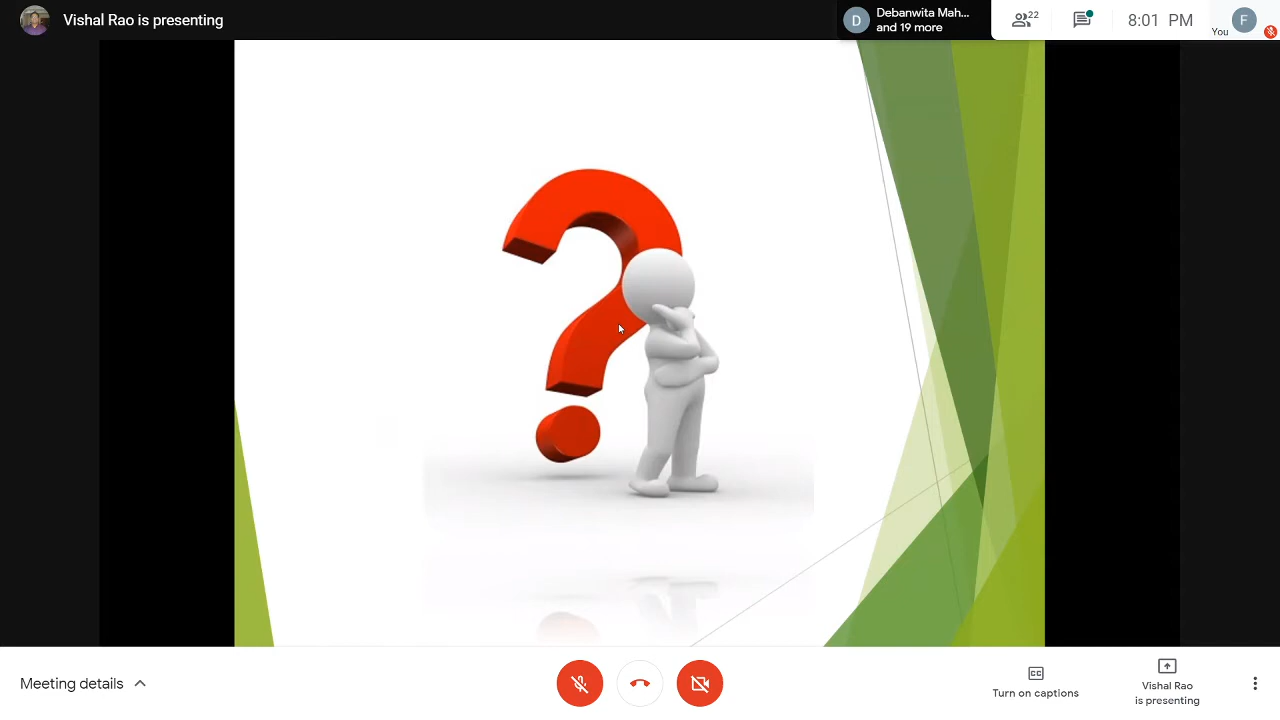 Vishal Rao is presenting
D
Debanwita Mah...
and 19 more
22
8:01 PM
You
F
Meeting details
CC
Turn on captions
Vishal Rao
is presenting